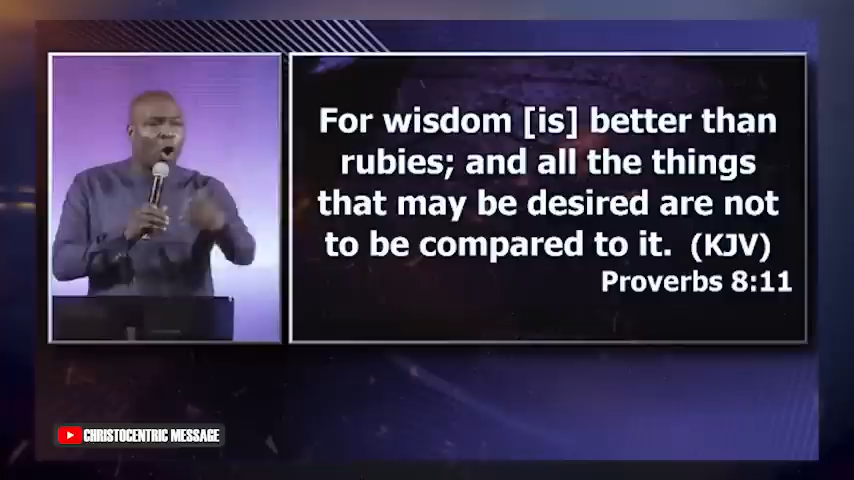 For wisdom [is] better than
rubies; and all the things
that may be desired are not
to be compared to it. (KJV)
Proverbs 8:11
CHRISTOCENTRIC MESSAGE